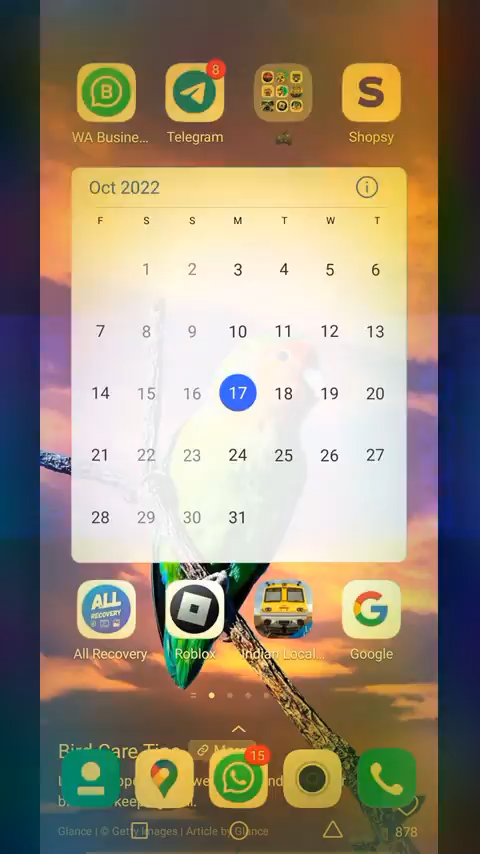 8
WA Busine...
Telegram
Shopsy
Oct 2022
F S S M T W T
1 2 3 4 5 6
7 8 9 10 11 12 13
14 15 16 17 18 19 20
21 22 23 24 25 26 27
28 29 30 31
ALL
RECOVERY
All Recovery
Roblox
Indian Local...
Google
Bird Care Tips
15
878
Glance | © Getty Images | Article by Glance